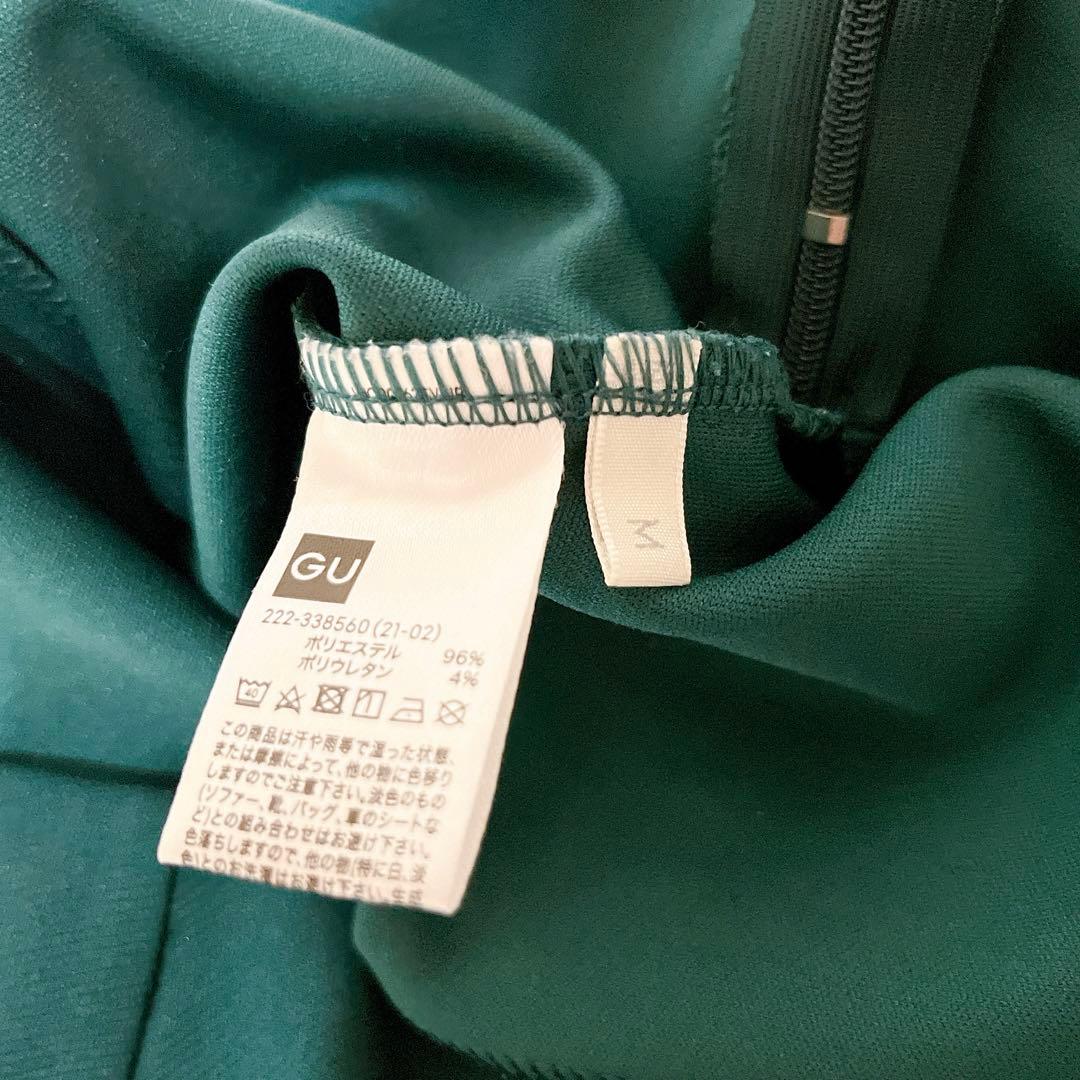 GU
222-338560 (21-02)
ポリエステル 96%
ポリウレタン 4%
40
この商品は汗や雨等で湿った状態、
または摩擦によって、他の物に色移り
しますのでご注意下さい。淡色のもの
(ソファー、靴、バッグ、車のシートな
ど)との組み合わせはお避け下さい。
色落ちしますので、他の物(特に白、淡
色)とのお洗濯はお避け下さい。生成
M